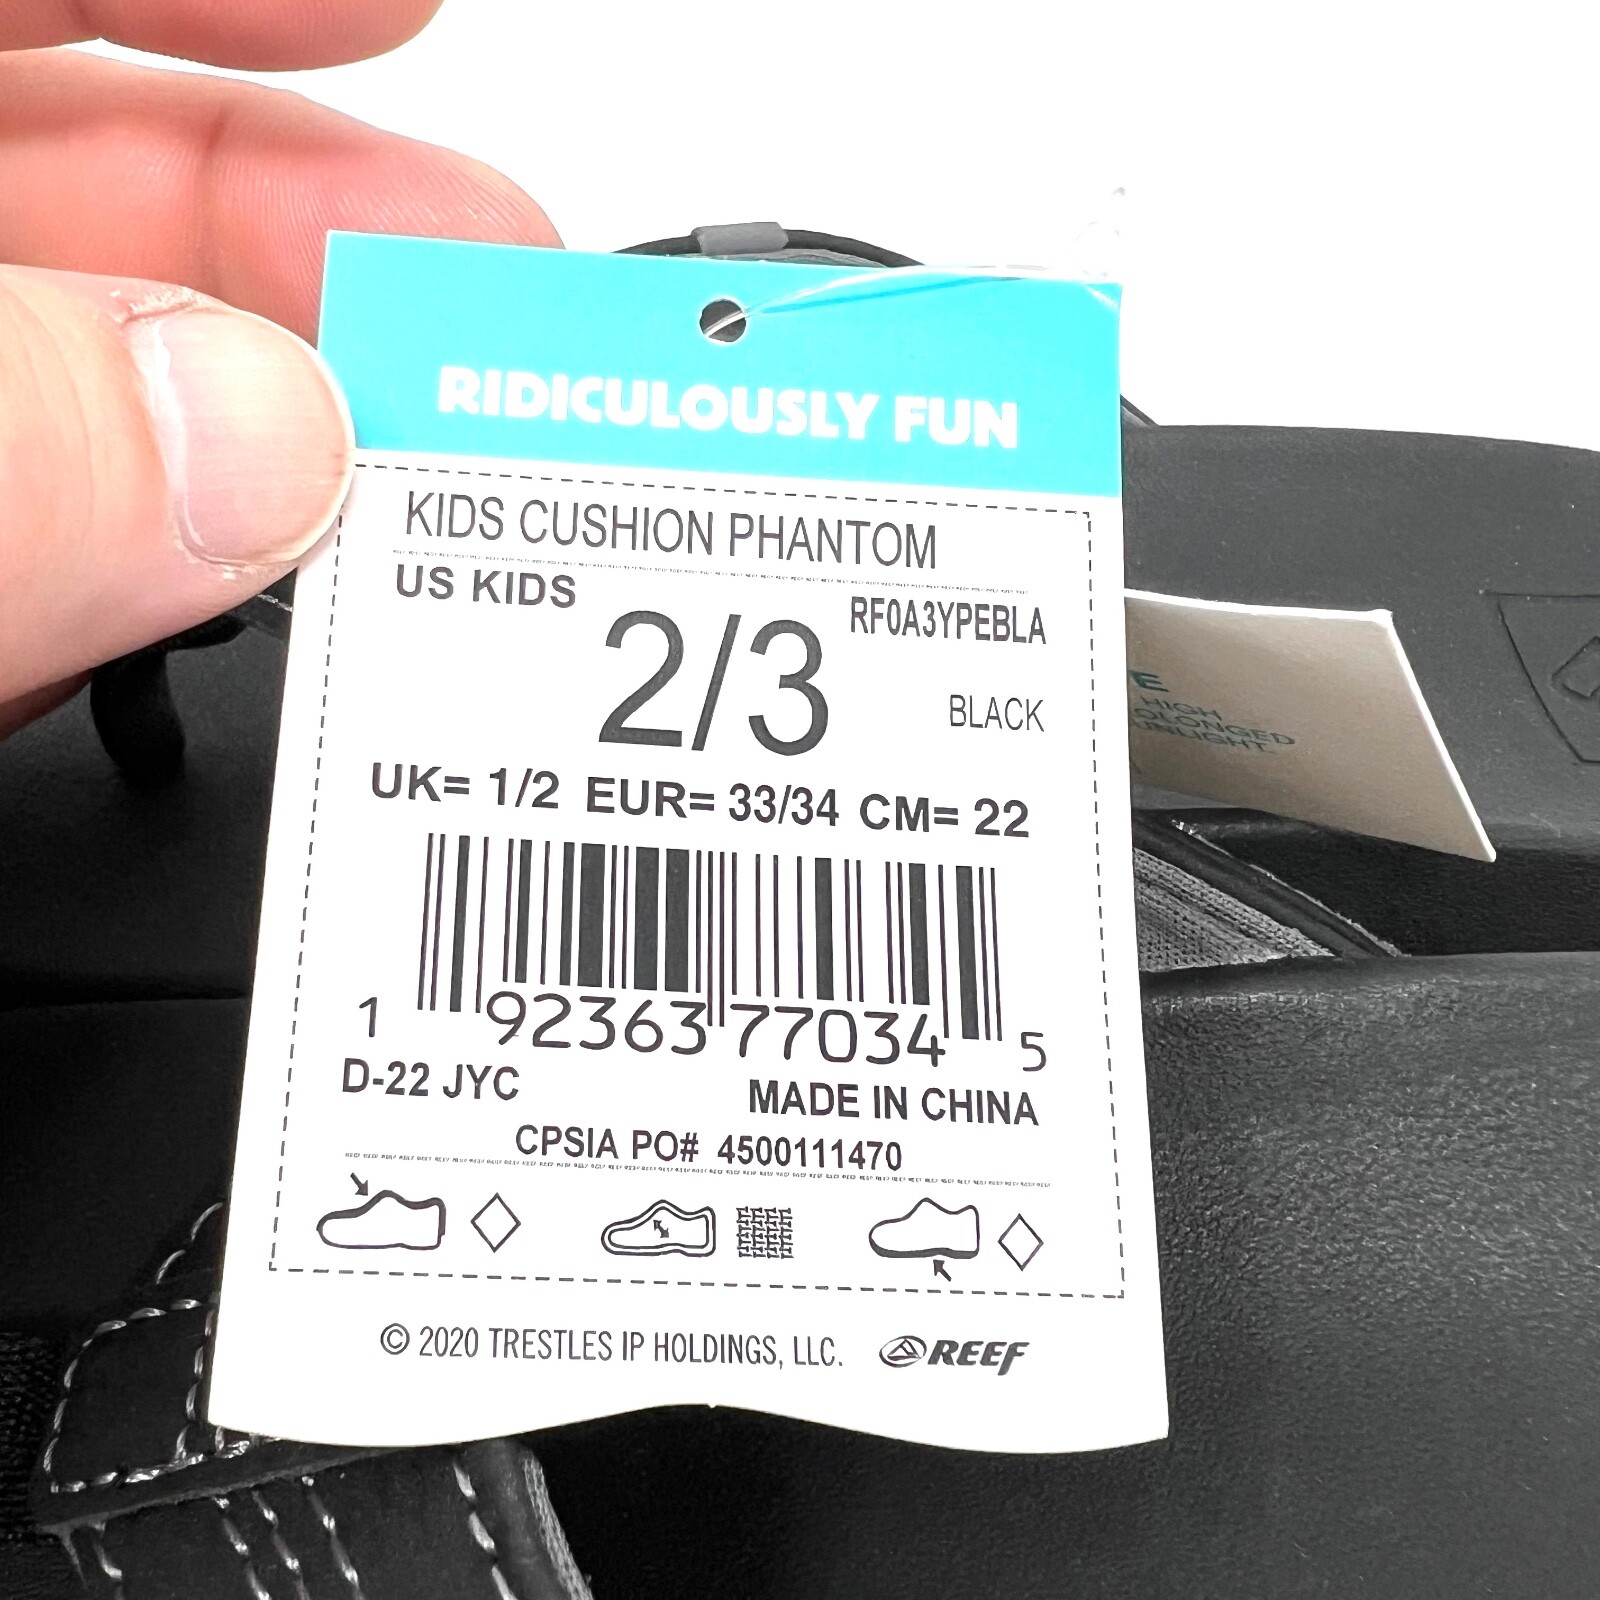 RIDICULOUSLY FUN
KIDS CUSHION PHANTOM
US KIDS
2/3
RF0A3YPEBLA
BLACK
UK= 1/2 EUR= 33/34 CM= 22
1 92363 77034 5
D-22 JYC
MADE IN CHINA
CPSIA PO# 4500111470
© 2020 TRESTLES IP HOLDINGS, LLC.
REEF
HIGH